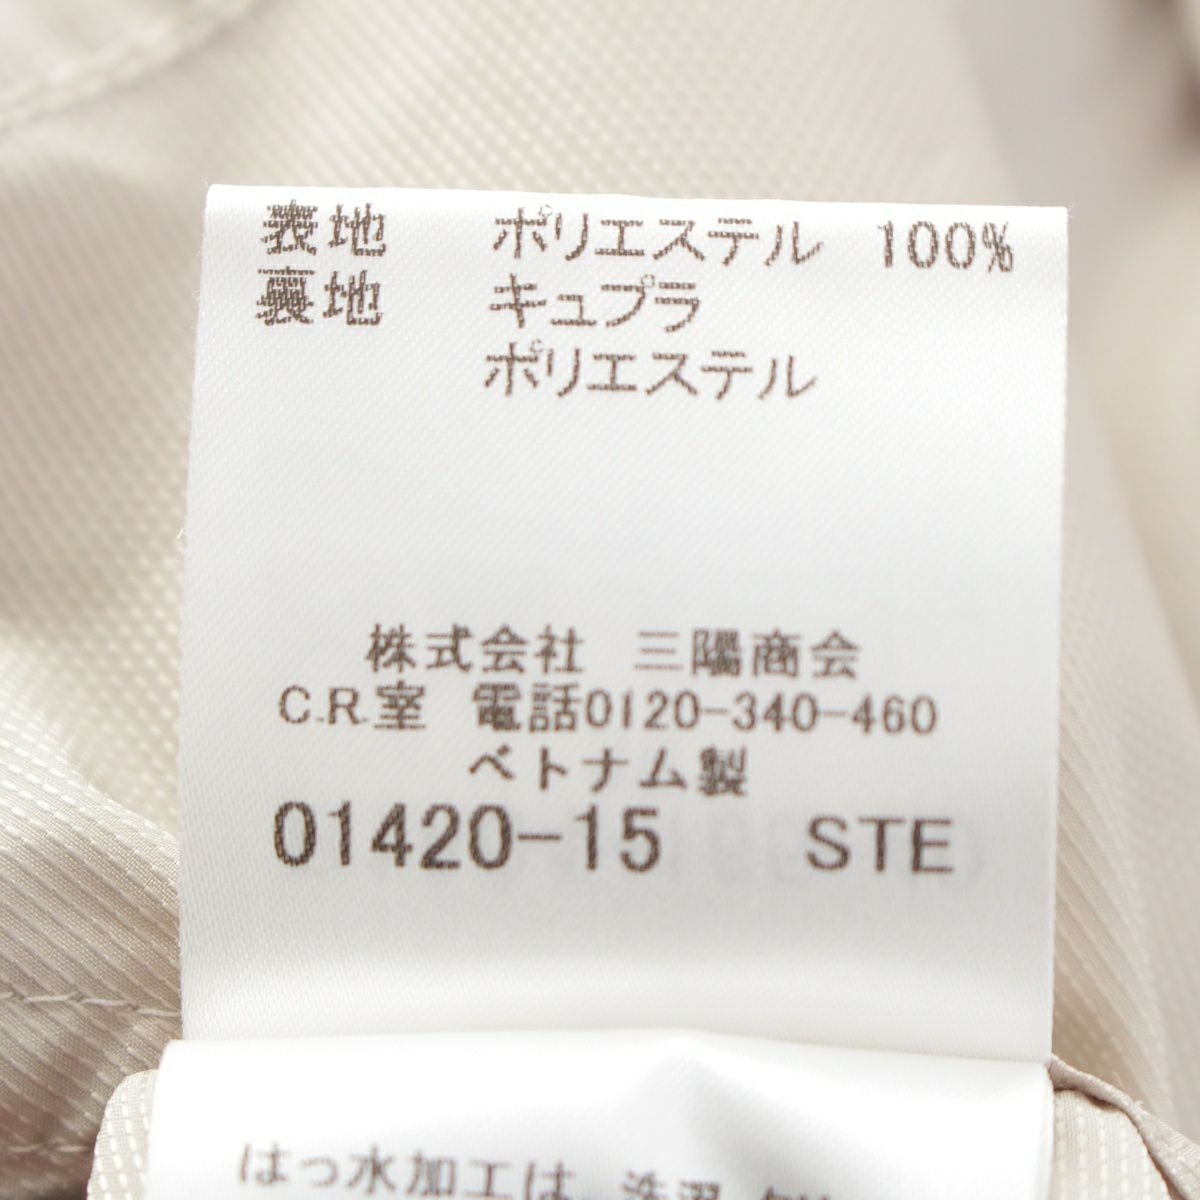 表地 ポリエステル 100%
裏地 キュプラ
ポリエステル
株式会社 三陽商会
C.R.室 電話0120-340-460
ベトナム製
01420-15 STE
はっ水加工は、洗濯